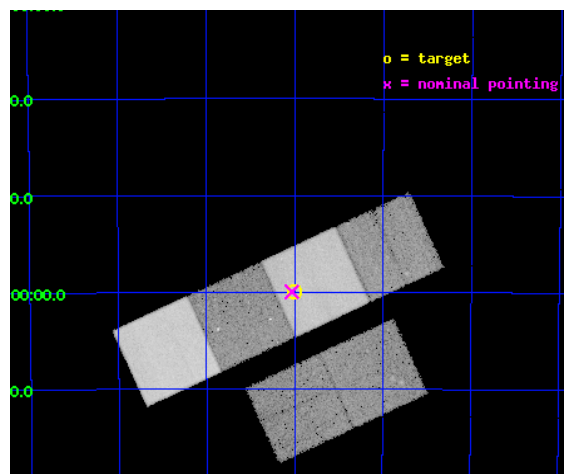 o = target
x = nominal pointing
0.0
0.0
00:00.0
0.0